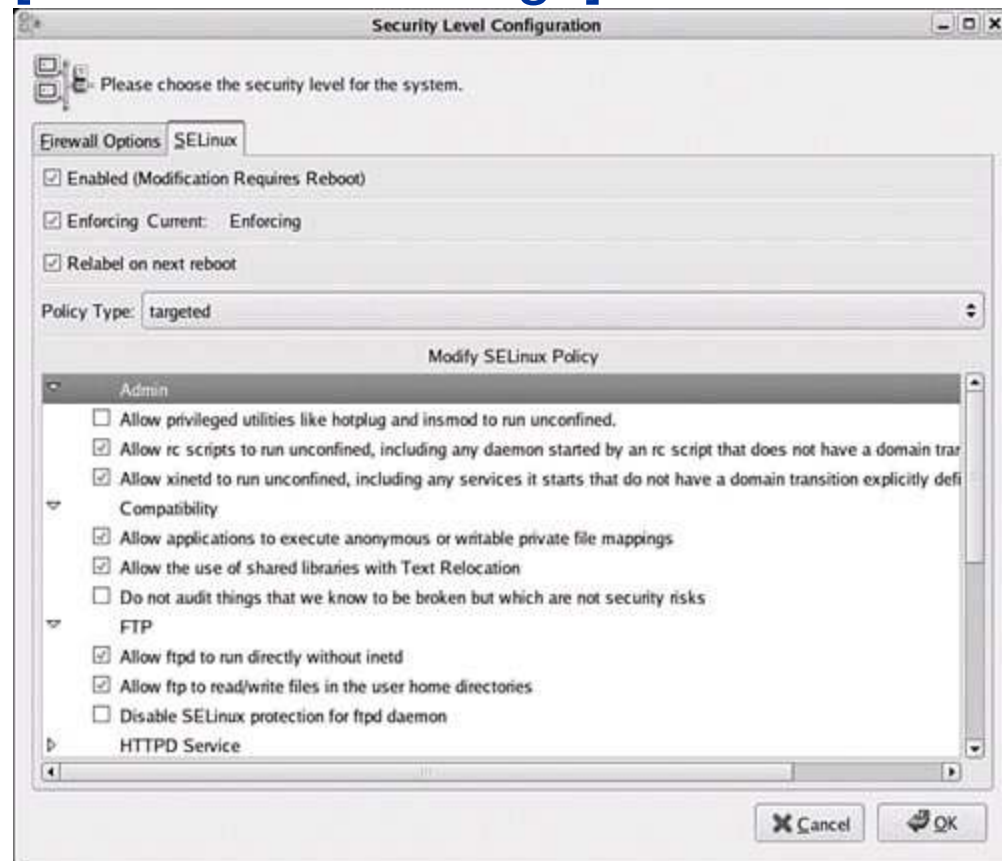 Security Level Configuration
Please choose the security level for the system.
Firewall Options SELinux
Enabled (Modification Requires Reboot)
Enforcing Current: Enforcing
Relabel on next reboot
Policy Type: targeted
Modify SELinux Policy
Admin
Allow privileged utilities like hotplug and insmod to run unconfined.
Allow rc scripts to run unconfined, including any daemon started by an rc script that does not have a domain tra
Allow xinetd to run unconfined, including any services it starts that do not have a domain transition explicitly defi
Compatibility
Allow applications to execute anonymous or writable private file mappings
Allow the use of shared libraries with Text Relocation
Do not audit things that we know to be broken but which are not security risks
FTP
Allow ftpd to run directly without inetd
Allow ftp to read/write files in the user home directories
Disable SELinux protection for ftpd daemon
HTTPD Service
Cancel OK